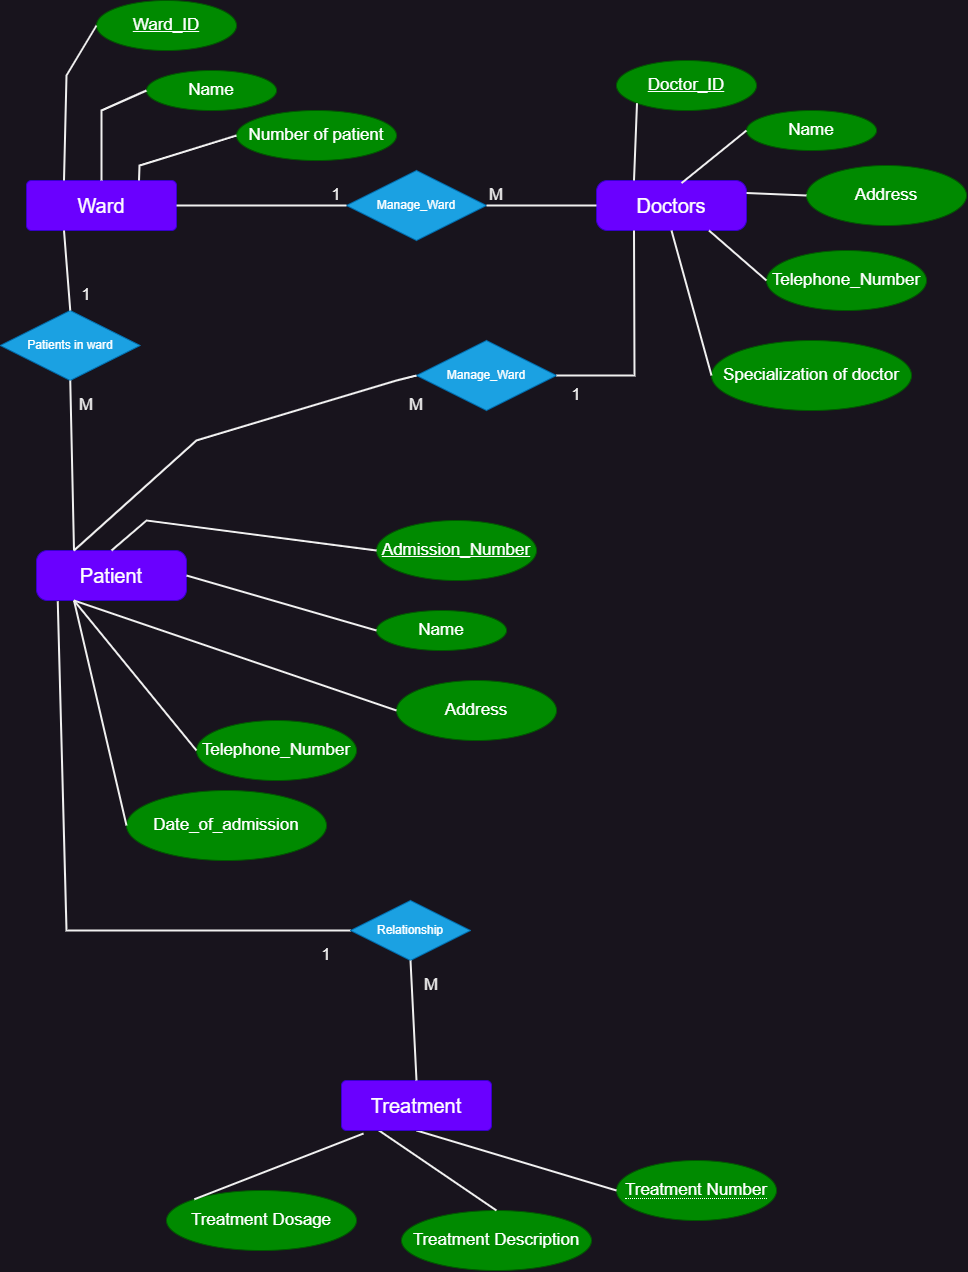 Ward_ID
Name
Number of patient
Doctor_ID
Name
Address
Ward
1
Manage_Ward
M
Doctors
Telephone_Number
1
Patients in ward
M
Manage_Ward
M
1
Specialization of doctor
Patient
Admission_Number
Name
Address
Telephone_Number
Date_of_admission
Relationship
1
M
Treatment
Treatment Number
Treatment Dosage
Treatment Description